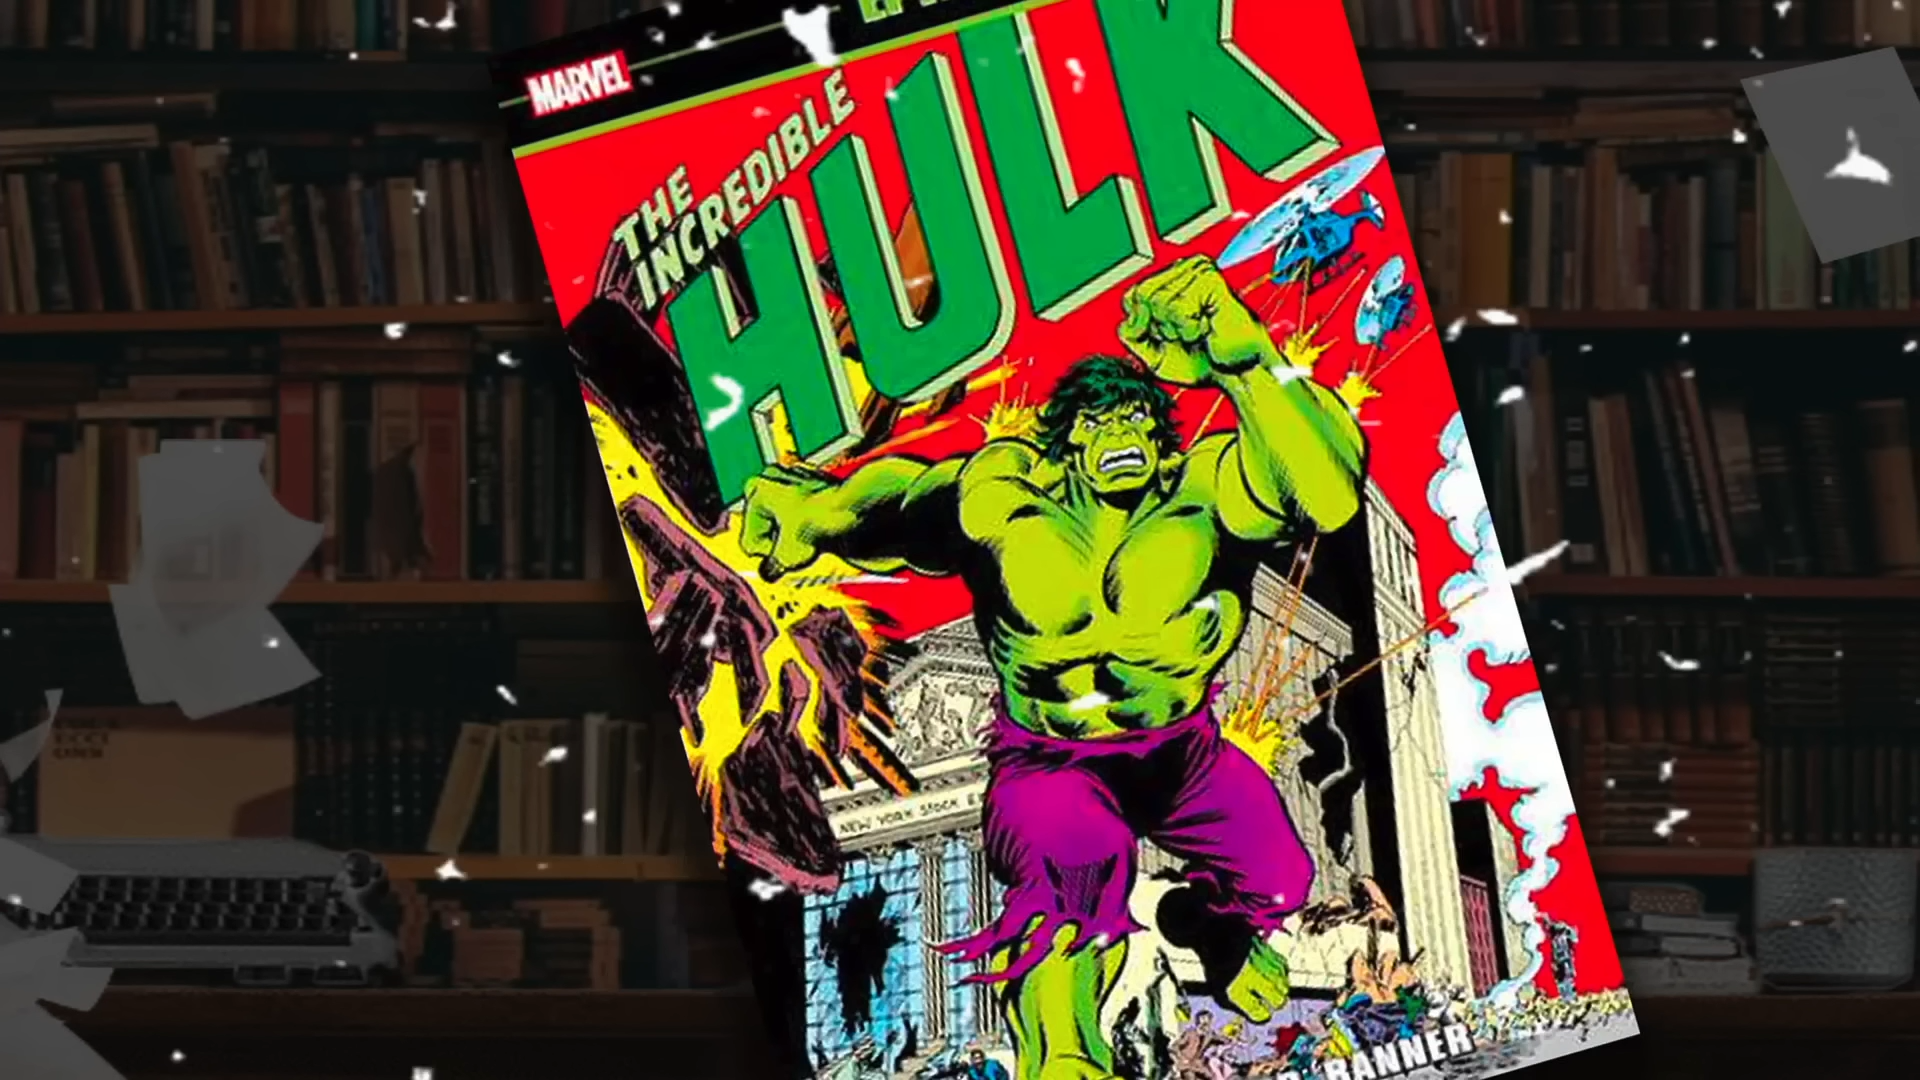 MARVEL
THE
INCREDIBLE
HULK
NEW YORK STOCK E
BANNER